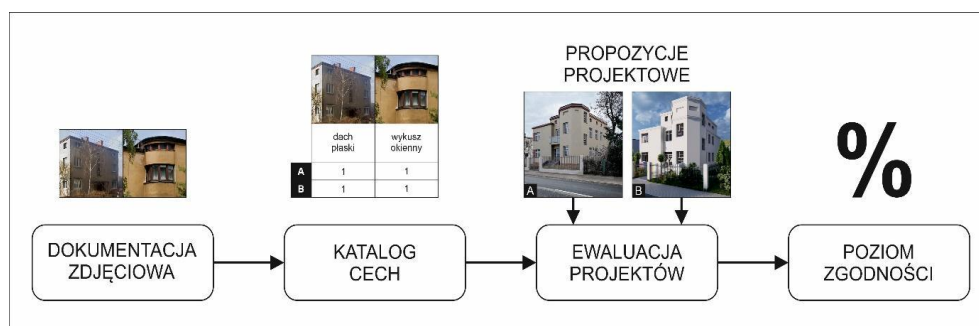 PROPOZYCJE
PROJEKTOWE
dach
płaski
wykusz
okienny
A 1 1
B 1 1
A
B
%
DOKUMENTACJA
ZDJĘCIOWA
KATALOG
CECH
EWALUACJA
PROJEKTÓW
POZIOM
ZGODNOŚCI